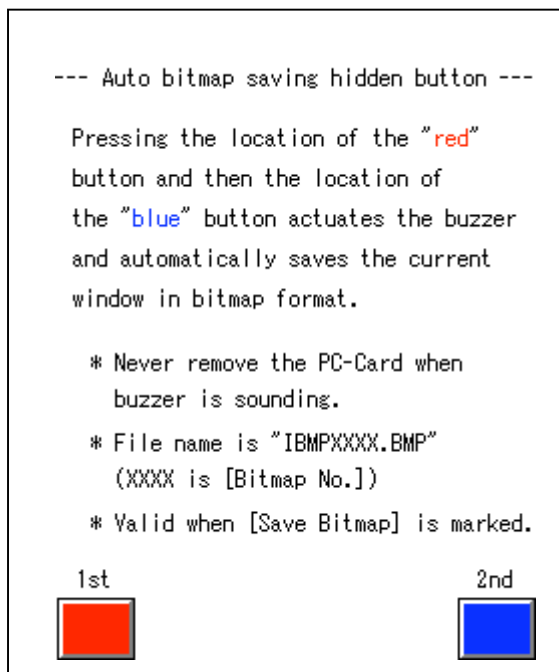 --- Auto bitmap saving hidden button ---
Pressing the location of the "red"
button and then the location of
the "blue" button actuates the buzzer
and automatically saves the current
window in bitmap format.
* Never remove the PC-Card when
buzzer is sounding.
* File name is "IBMPXXXX.BMP"
(XXXX is [Bitmap No.])
* Valid when [Save Bitmap] is marked.
1st 2nd